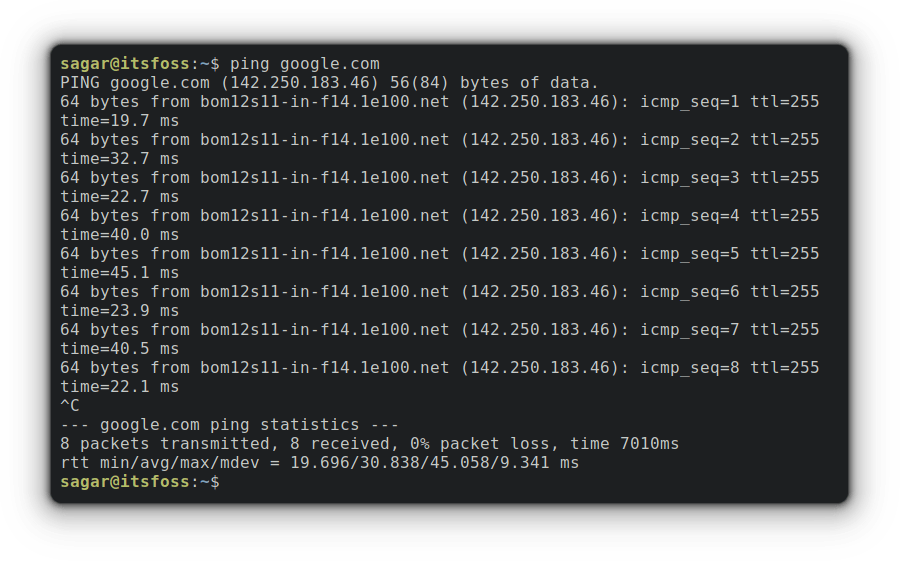 sagar@itsfoss:~$ ping google.com
PING google.com (142.250.183.46) 56(84) bytes of data.
64 bytes from bom12s11-in-f14.1e100.net (142.250.183.46): icmp_seq=1 ttl=255
time=19.7 ms
64 bytes from bom12s11-in-f14.1e100.net (142.250.183.46): icmp_seq=2 ttl=255
time=32.7 ms
64 bytes from bom12s11-in-f14.1e100.net (142.250.183.46): icmp_seq=3 ttl=255
time=22.7 ms
64 bytes from bom12s11-in-f14.1e100.net (142.250.183.46): icmp_seq=4 ttl=255
time=40.0 ms
64 bytes from bom12s11-in-f14.1e100.net (142.250.183.46): icmp_seq=5 ttl=255
time=45.1 ms
64 bytes from bom12s11-in-f14.1e100.net (142.250.183.46): icmp_seq=6 ttl=255
time=23.9 ms
64 bytes from bom12s11-in-f14.1e100.net (142.250.183.46): icmp_seq=7 ttl=255
time=40.5 ms
64 bytes from bom12s11-in-f14.1e100.net (142.250.183.46): icmp_seq=8 ttl=255
time=22.1 ms
^C
--- google.com ping statistics ---
8 packets transmitted, 8 received, 0% packet loss, time 7010ms
rtt min/avg/max/mdev = 19.696/30.838/45.058/9.341 ms
sagar@itsfoss:~$